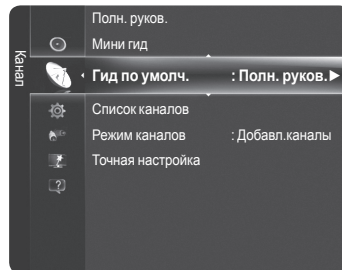 Канал
Полн. руков.
Мини гид
Гид по умолч. : Полн. руков.
Список каналов
Режим каналов : Добавл.каналы
Точная настройка